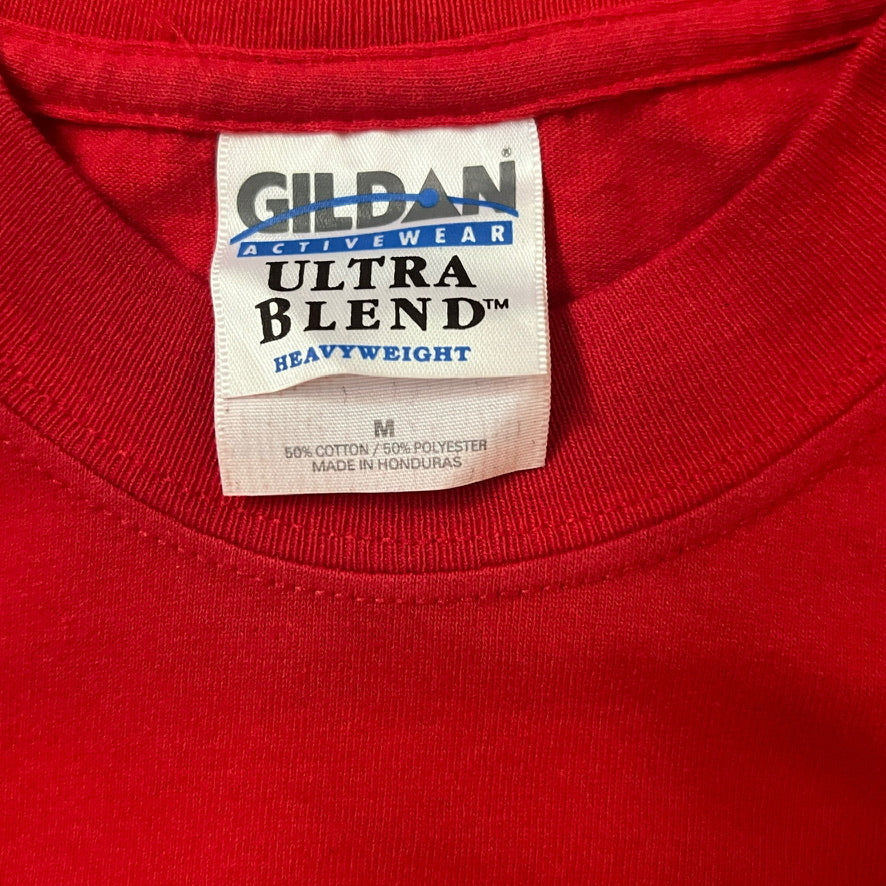 GILDAN®
ACTIVEWEAR
ULTRA
BLEND™
HEAVYWEIGHT
M
50% COTTON / 50% POLYESTER
MADE IN HONDURAS